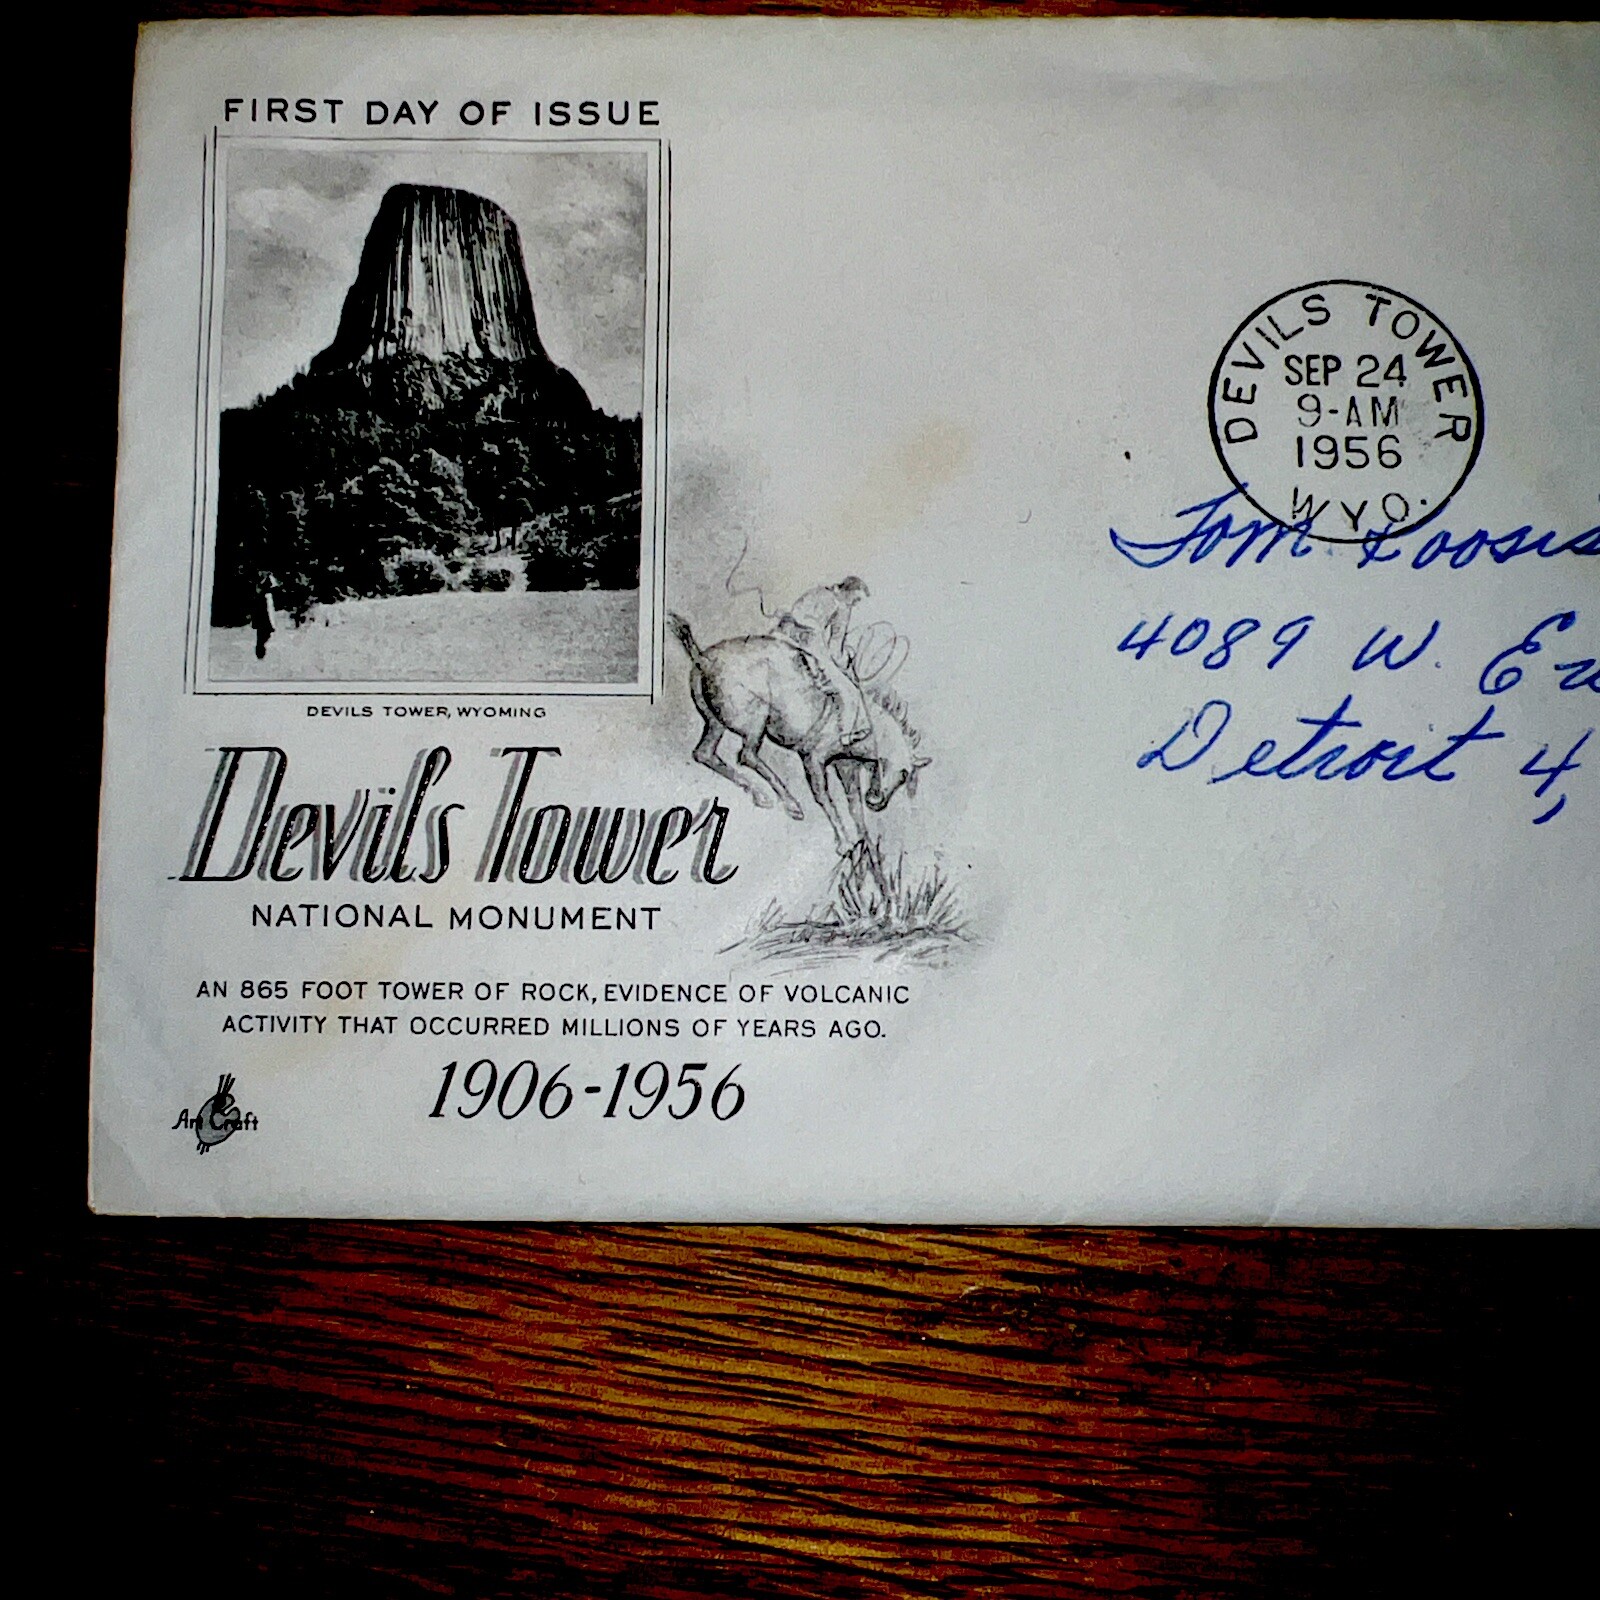 FIRST DAY OF ISSUE
DEVILS TOWER, WYOMING
Devil's Tower
NATIONAL MONUMENT
AN 865 FOOT TOWER OF ROCK, EVIDENCE OF VOLCANIC
ACTIVITY THAT OCCURRED MILLIONS OF YEARS AGO.
1906-1956
Art Craft
DEVILS TOWER
SEP 24
9-AM
1956
WYO.
Tom
4089 W.
Detroit 4,